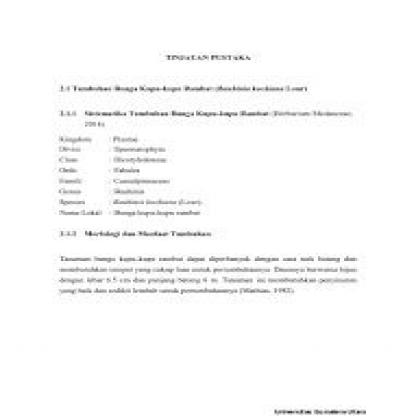 TINJAUAN PUSTAKA
2.1 Tumbuhan Bunga Kupu-kupu Rambat (Bauhinia kockiana Lour)
2.1.1 Sistematika Tumbuhan Bunga Kupu-kupu Rambat (Herbarium Medanense,
2016)
Kingdom : Plantae
Divisi : Spermatophyta
Class : Dicotyledoneae
Ordo : Fabales
Famili : Caesalpiniaceae
Genus : Bauhinia
Spesies : Bauhinia kockiana (Lour).
Nama Lokal : Bunga kupu-kupu rambat
2.1.2 Morfologi dan Manfaat Tumbuhan
Tanaman bunga kupu-kupu rambat dapat diperbanyak dengan cara stek batang dan
membutuhkan tempat yang cukup luas untuk pertumbuhannya. Daunnya berwarna hijau
dengan lebar 6.5 cm dan panjang batang 6 m. Tanaman ini membutuhkan penyinaran
yang baik dan sedikit lembab untuk pertumbuhannya
Universitas Sumatera Utara